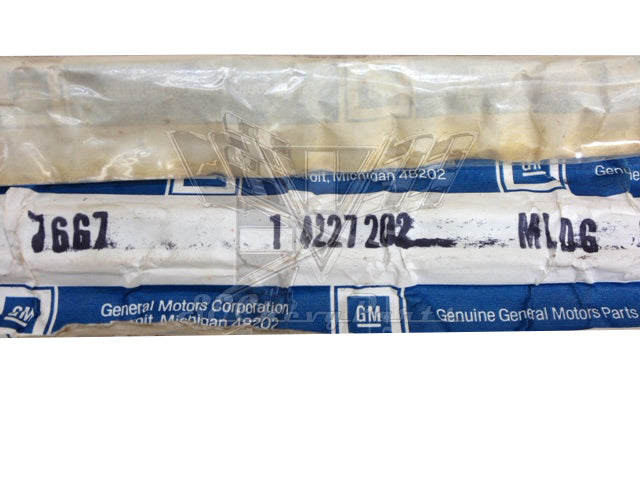 GM
oit, Michigan 48202
Genuine
7667 1 4227202 MLDG
GM
General Motors Corporation
Detroit, Michigan 48202
GM
Genuine General Motors Parts